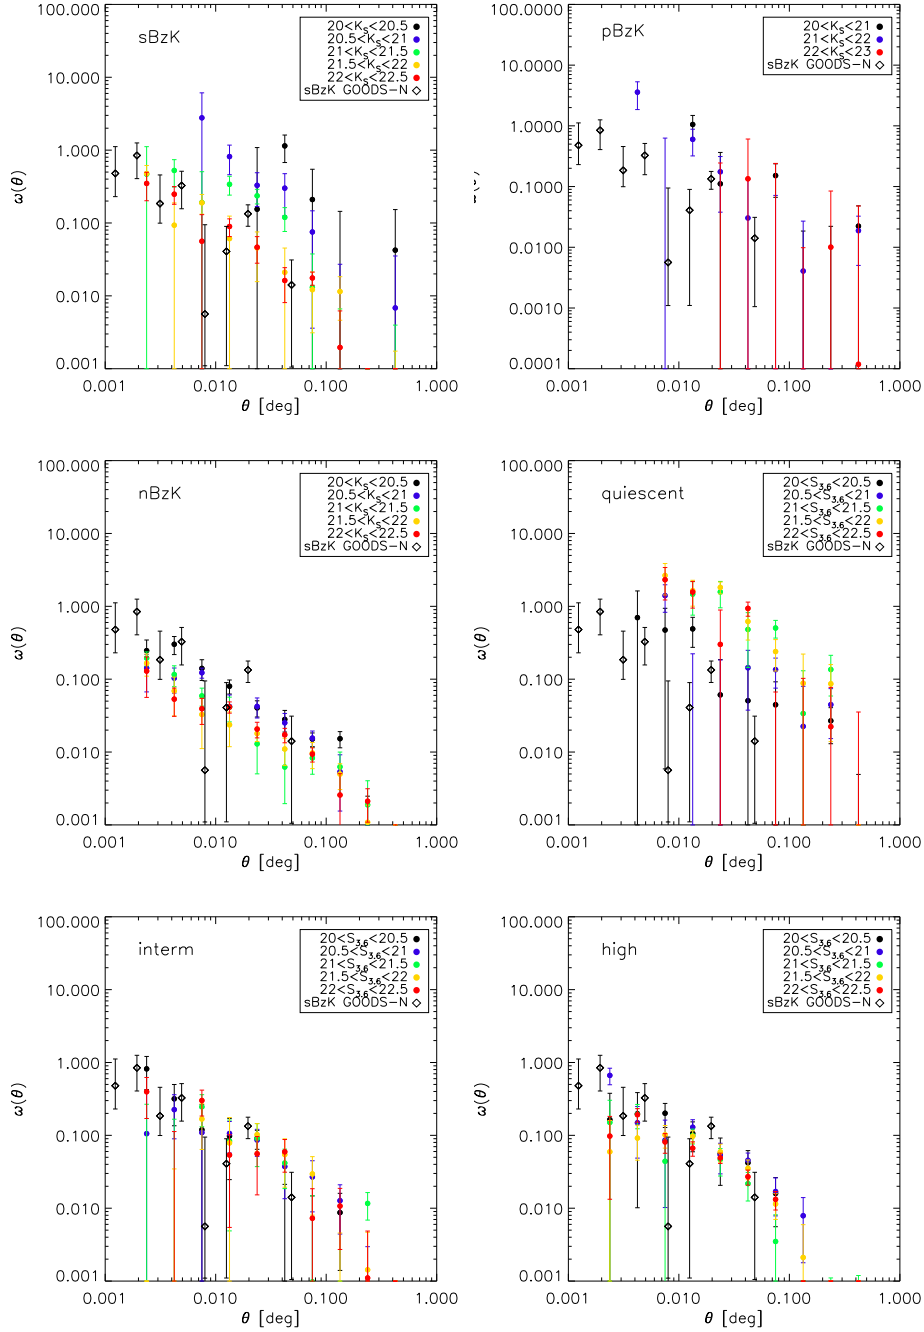 sBzK
20<K_S<20.5
20.5<K_S<21
21<K_S<21.5
21.5<K_S<22
22<K_S<22.5
sBzK GOODS-N
100.000
10.000
1.000
0.100
0.010
0.001
ω(θ)
0.001 0.010 0.100 1.000
θ [deg]
pBzK
20<K_S<21
21<K_S<22
22<K_S<23
sBzK GOODS-N
100.0000
10.0000
1.0000
0.1000
0.0100
0.0010
0.0001
0.001 0.010 0.100 1.000
θ [deg]
nBzK
20<K_S<20.5
20.5<K_S<21
21<K_S<21.5
21.5<K_S<22
22<K_S<22.5
sBzK GOODS-N
100.000
10.000
1.000
0.100
0.010
0.001
ω(θ)
0.001 0.010 0.100 1.000
θ [deg]
quiescent
20<S_3.6<20.5
20.5<S_3.6<21
21<S_3.6<21.5
21.5<S_3.6<22
22<S_3.6<22.5
sBzK GOODS-N
100.000
10.000
1.000
0.100
0.010
0.001
ω(θ)
0.001 0.010 0.100 1.000
θ [deg]
interm
20<S_3.6<20.5
20.5<S_3.6<21
21<S_3.6<21.5
21.5<S_3.6<22
22<S_3.6<22.5
sBzK GOODS-N
100.000
10.000
1.000
0.100
0.010
0.001
ω(θ)
0.001 0.010 0.100 1.000
θ [deg]
high
20<S_3.6<20.5
20.5<S_3.6<21
21<S_3.6<21.5
21.5<S_3.6<22
22<S_3.6<22.5
sBzK GOODS-N
100.000
10.000
1.000
0.100
0.010
0.001
ω(θ)
0.001 0.010 0.100 1.000
θ [deg]